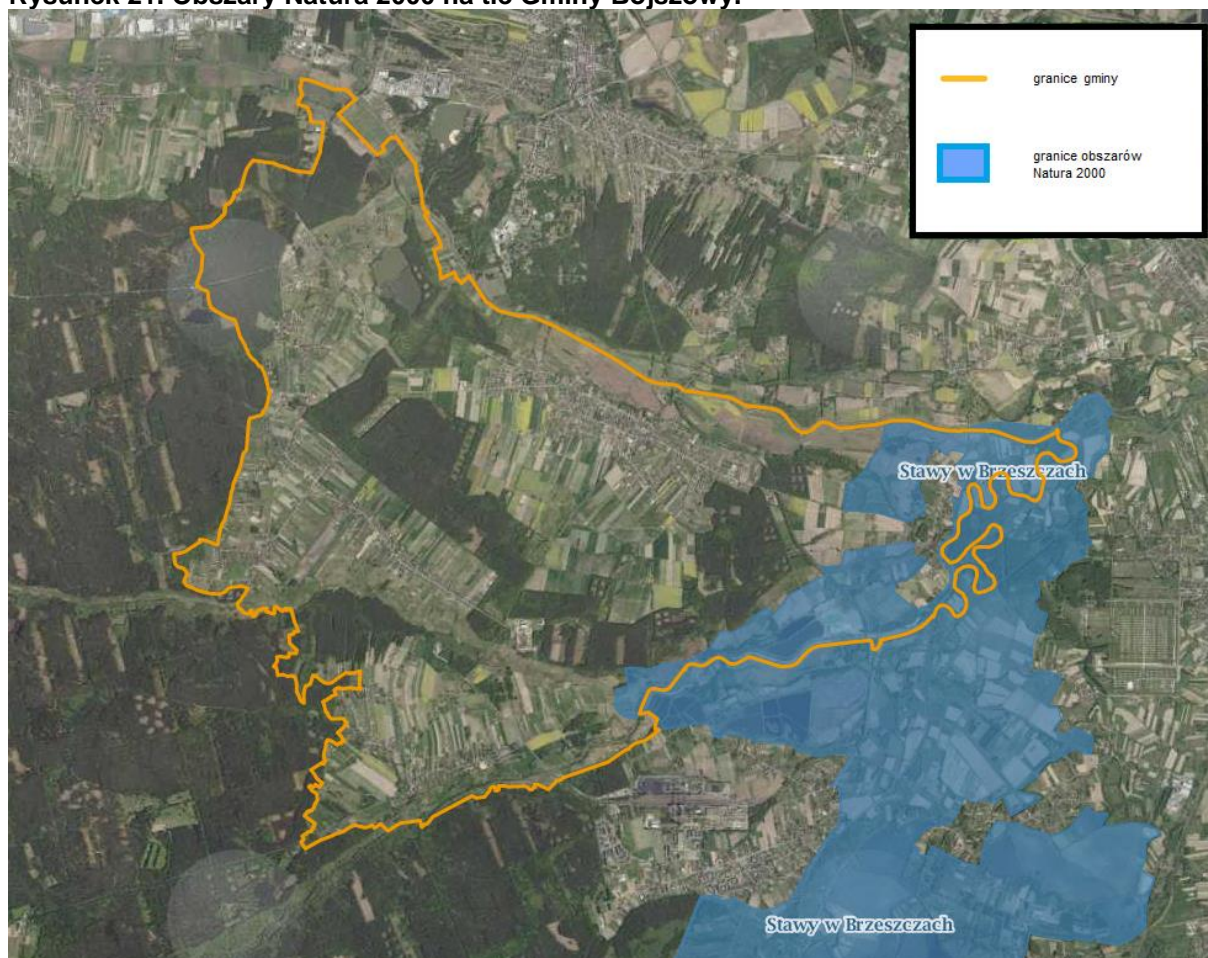 Rysunek 21. Obszary Natura 2000 na tle Gminy Bojszowy.
granice gminy
granice obszarów
Natura 2000
Stawy w Brzeszczach
Stawy w Brzeszczach